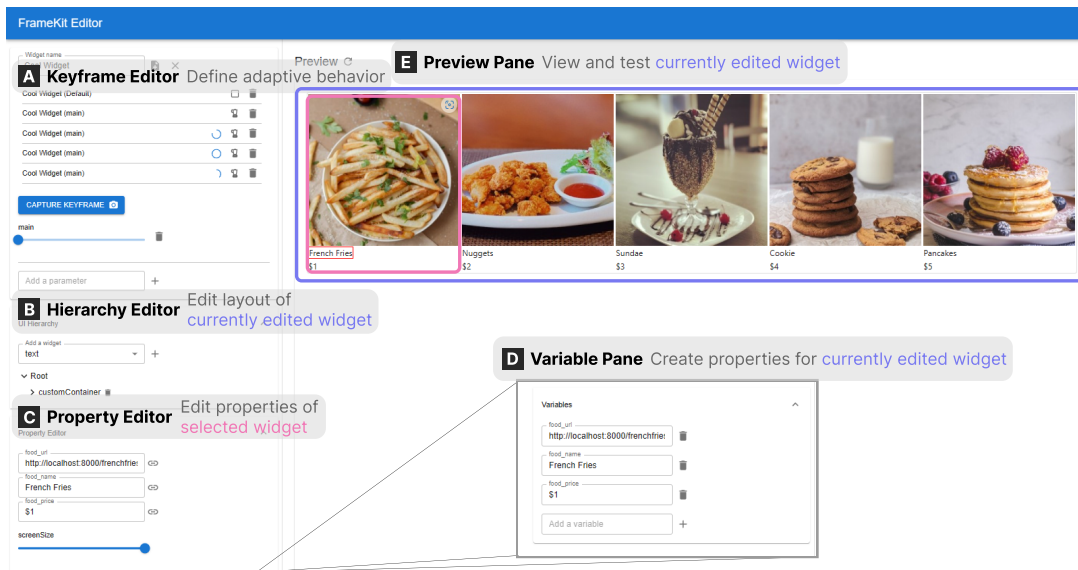 FrameKit Editor
Widget name
Cool Widget
A Keyframe Editor Define adaptive behavior
Cool Widget (Default)
Cool Widget (main)
Cool Widget (main)
Cool Widget (main)
Cool Widget (main)
CAPTURE KEYFRAME
main
Add a parameter
B Hierarchy Editor Edit layout of
currently edited widget
UI Hierarchy
Add a widget
text
Root
customContainer
C Property Editor Edit properties of
selected widget
Property Editor
food_url
http://localhost:8000/frenchfries
food_name
French Fries
food_price
$1
screenSize
Preview
E Preview Pane View and test currently edited widget
French Fries
$1
Nuggets
$2
Sundae
$3
Cookie
$4
Pancakes
$5
D Variable Pane Create properties for currently edited widget
Variables
food_url
http://localhost:8000/frenchfries
food_name
French Fries
food_price
$1
Add a variable